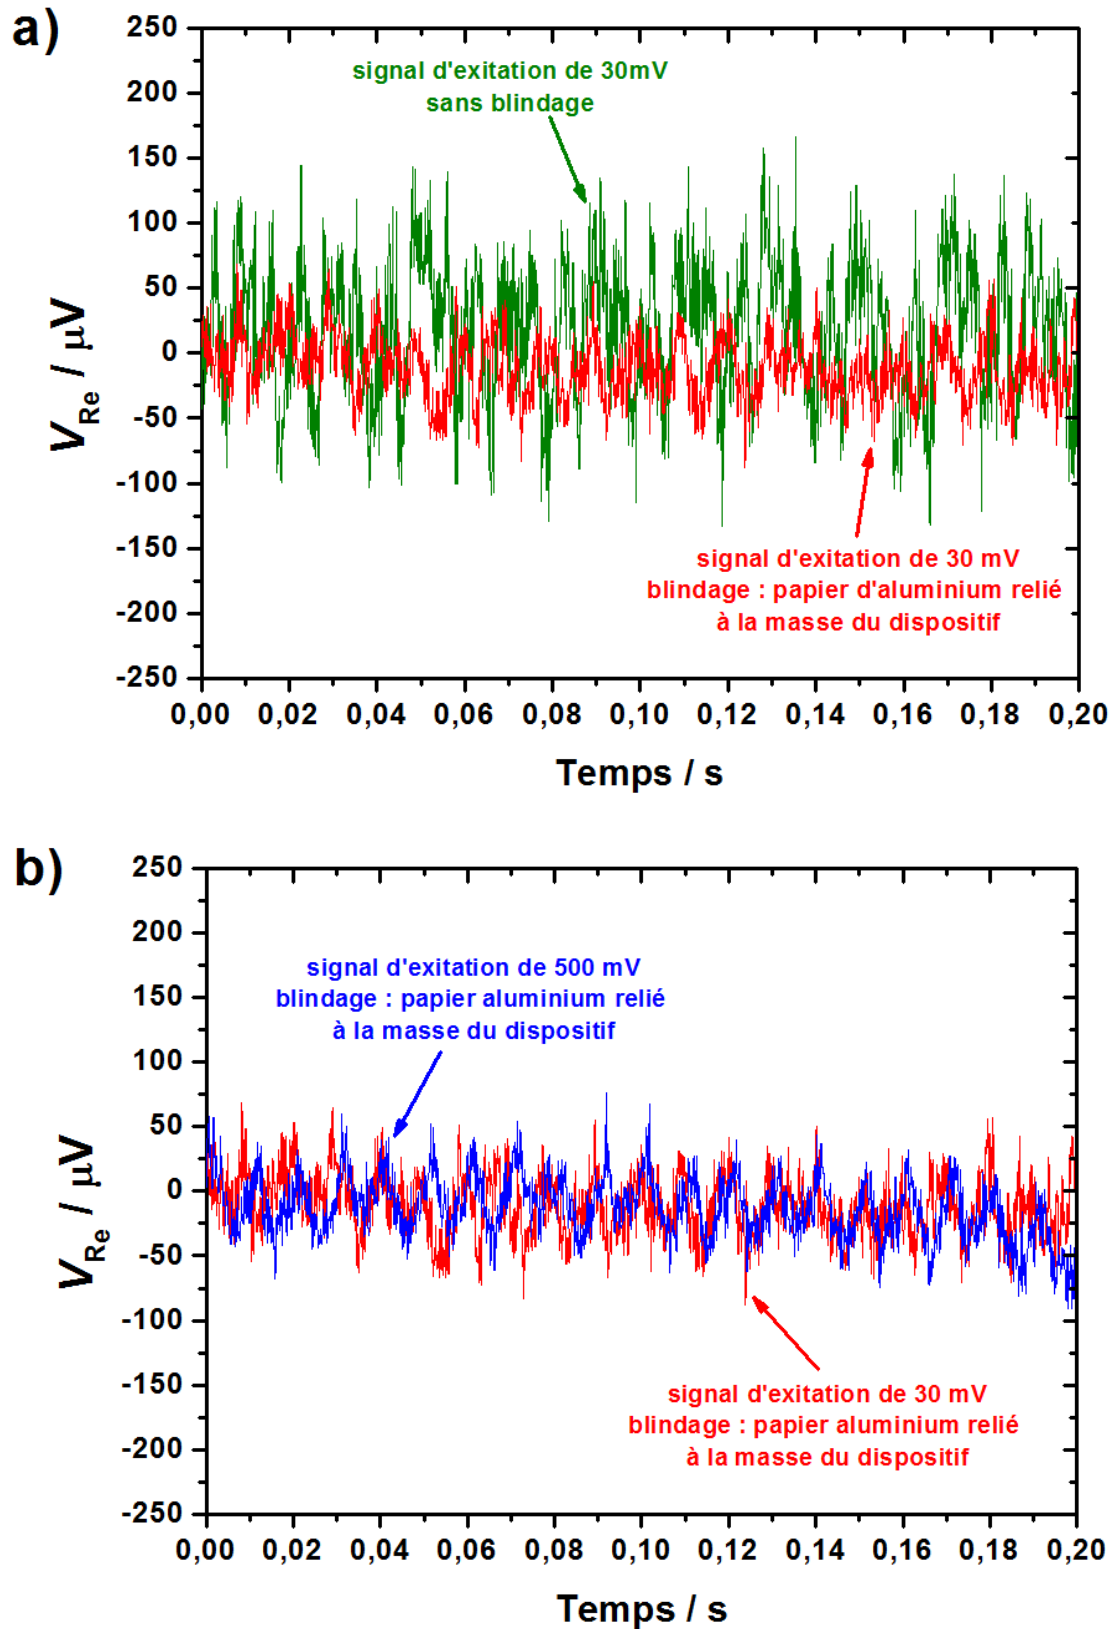 a)
250
200
150
100
50
0
-50
-100
-150
-200
-250
signal d'exitation de 30mV
sans blindage
signal d'exitation de 30 mV
blindage : papier d'aluminium relié
à la masse du dispositif
V_Re / µV
0,00 0,02 0,04 0,06 0,08 0,10 0,12 0,14 0,16 0,18 0,20
Temps / s
b)
250
200
150
100
50
0
-50
-100
-150
-200
-250
signal d'exitation de 500 mV
blindage : papier aluminium relié
à la masse du dispositif
signal d'exitation de 30 mV
blindage : papier aluminium relié
à la masse du dispositif
V_Re / µV
0,00 0,02 0,04 0,06 0,08 0,10 0,12 0,14 0,16 0,18 0,20
Temps / s